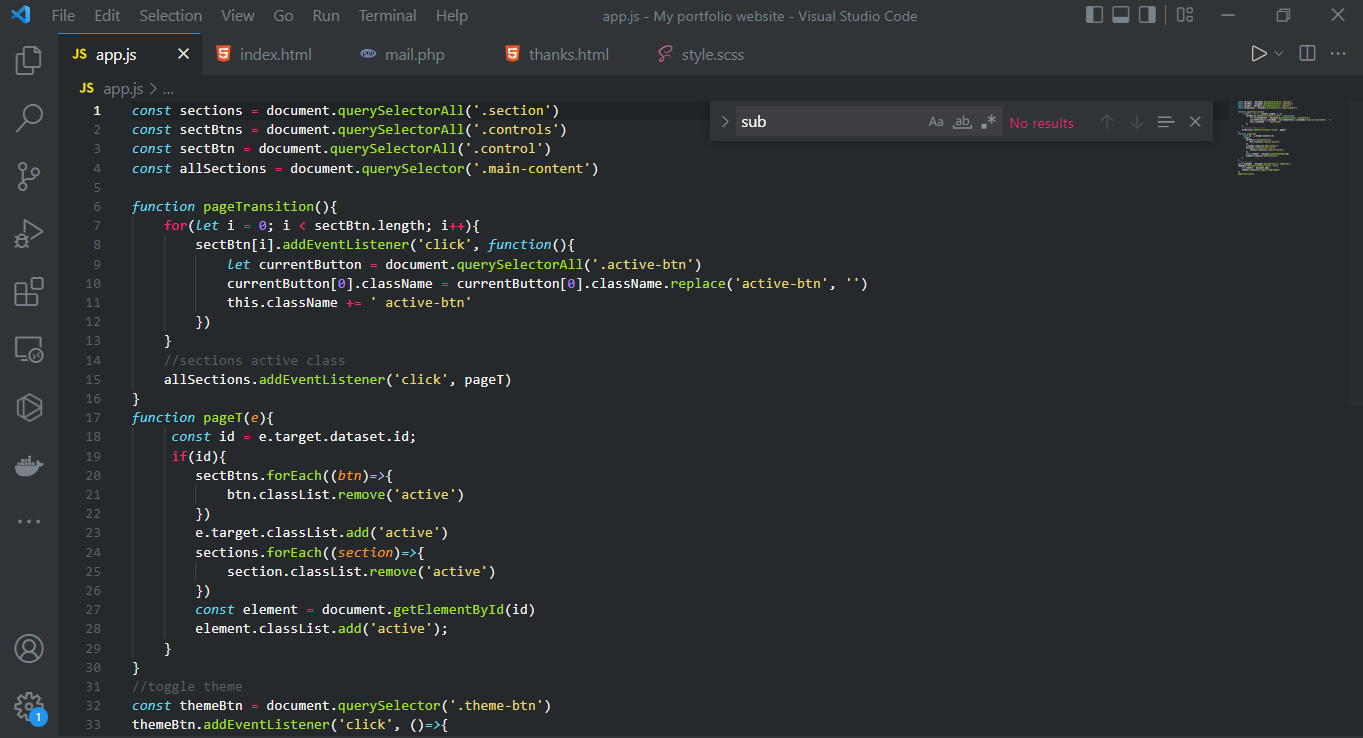 File Edit Selection View Go Run Terminal Help app.js - My portfolio website - Visual Studio Code
JS app.js index.html mail.php thanks.html style.scss
JS app.js > ...
sub Aa ab .* No results
1 const sections = document.querySelectorAll('.section')
2 const sectBtns = document.querySelectorAll('.controls')
3 const sectBtn = document.querySelectorAll('.control')
4 const allSections = document.querySelector('.main-content')
5
6 function pageTransition(){
7 for(let i = 0; i < sectBtn.length; i++){
8 sectBtn[i].addEventListener('click', function(){
9 let currentButton = document.querySelectorAll('.active-btn')
10 currentButton[0].className = currentButton[0].className.replace('active-btn', '')
11 this.className += ' active-btn'
12 })
13 }
14 //sections active class
15 allSections.addEventListener('click', pageT)
16 }
17 function pageT(e){
18 const id = e.target.dataset.id;
19 if(id){
20 sectBtns.forEach((btn)=>{
21 btn.classList.remove('active')
22 })
23 e.target.classList.add('active')
24 sections.forEach((section)=>{
25 section.classList.remove('active')
26 })
27 const element = document.getElementById(id)
28 element.classList.add('active');
29 }
30 }
31 //toggle theme
32 const themeBtn = document.querySelector('.theme-btn')
33 themeBtn.addEventListener('click', ()=>{
1